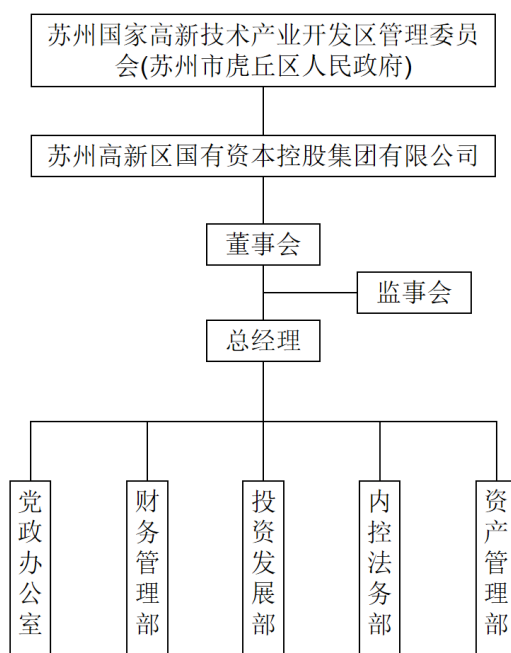 苏州国家高新技术产业开发区管理委员
会(苏州市虎丘区人民政府)
苏州高新区国有资本控股集团有限公司
董事会
监事会
总经理
党政办公室
财务管理部
投资发展部
内控法务部
资产管理部